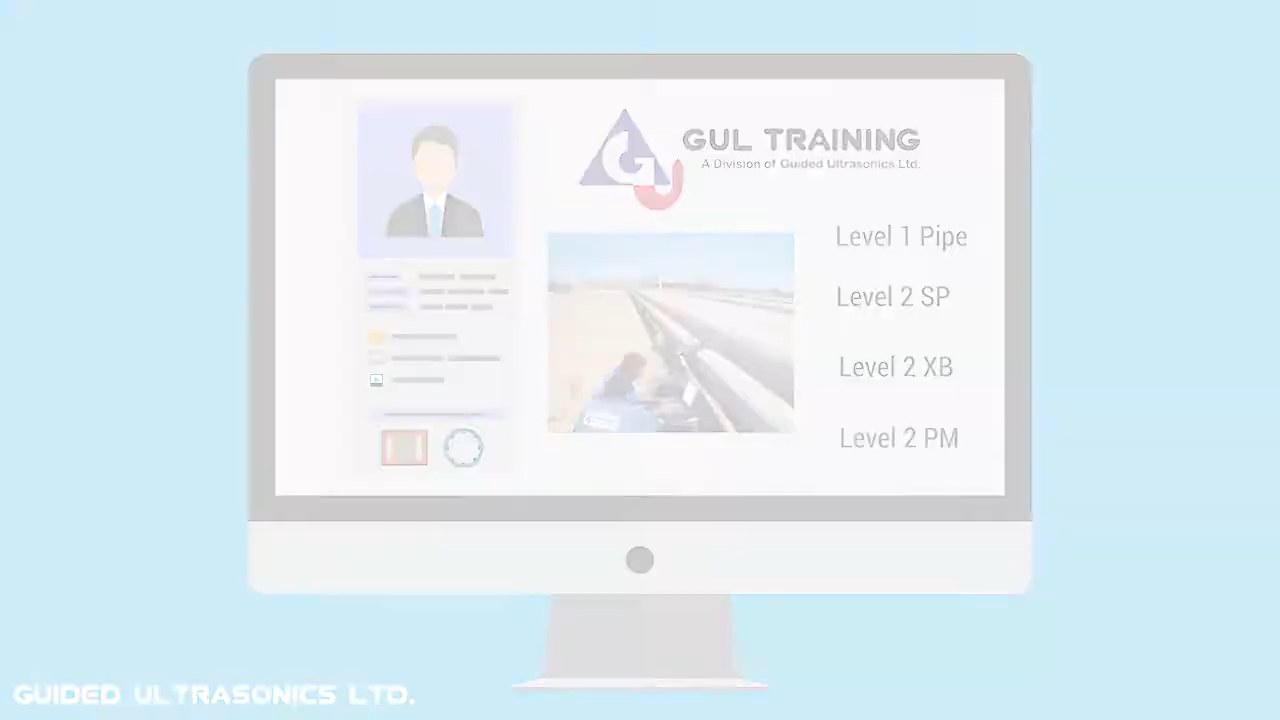 GUL TRAINING
A Division of Guided Ultrasonics Ltd.
Level 1 Pipe
Level 2 SP
Level 2 XB
Level 2 PM
GUIDED ULTRASONICS LTD.